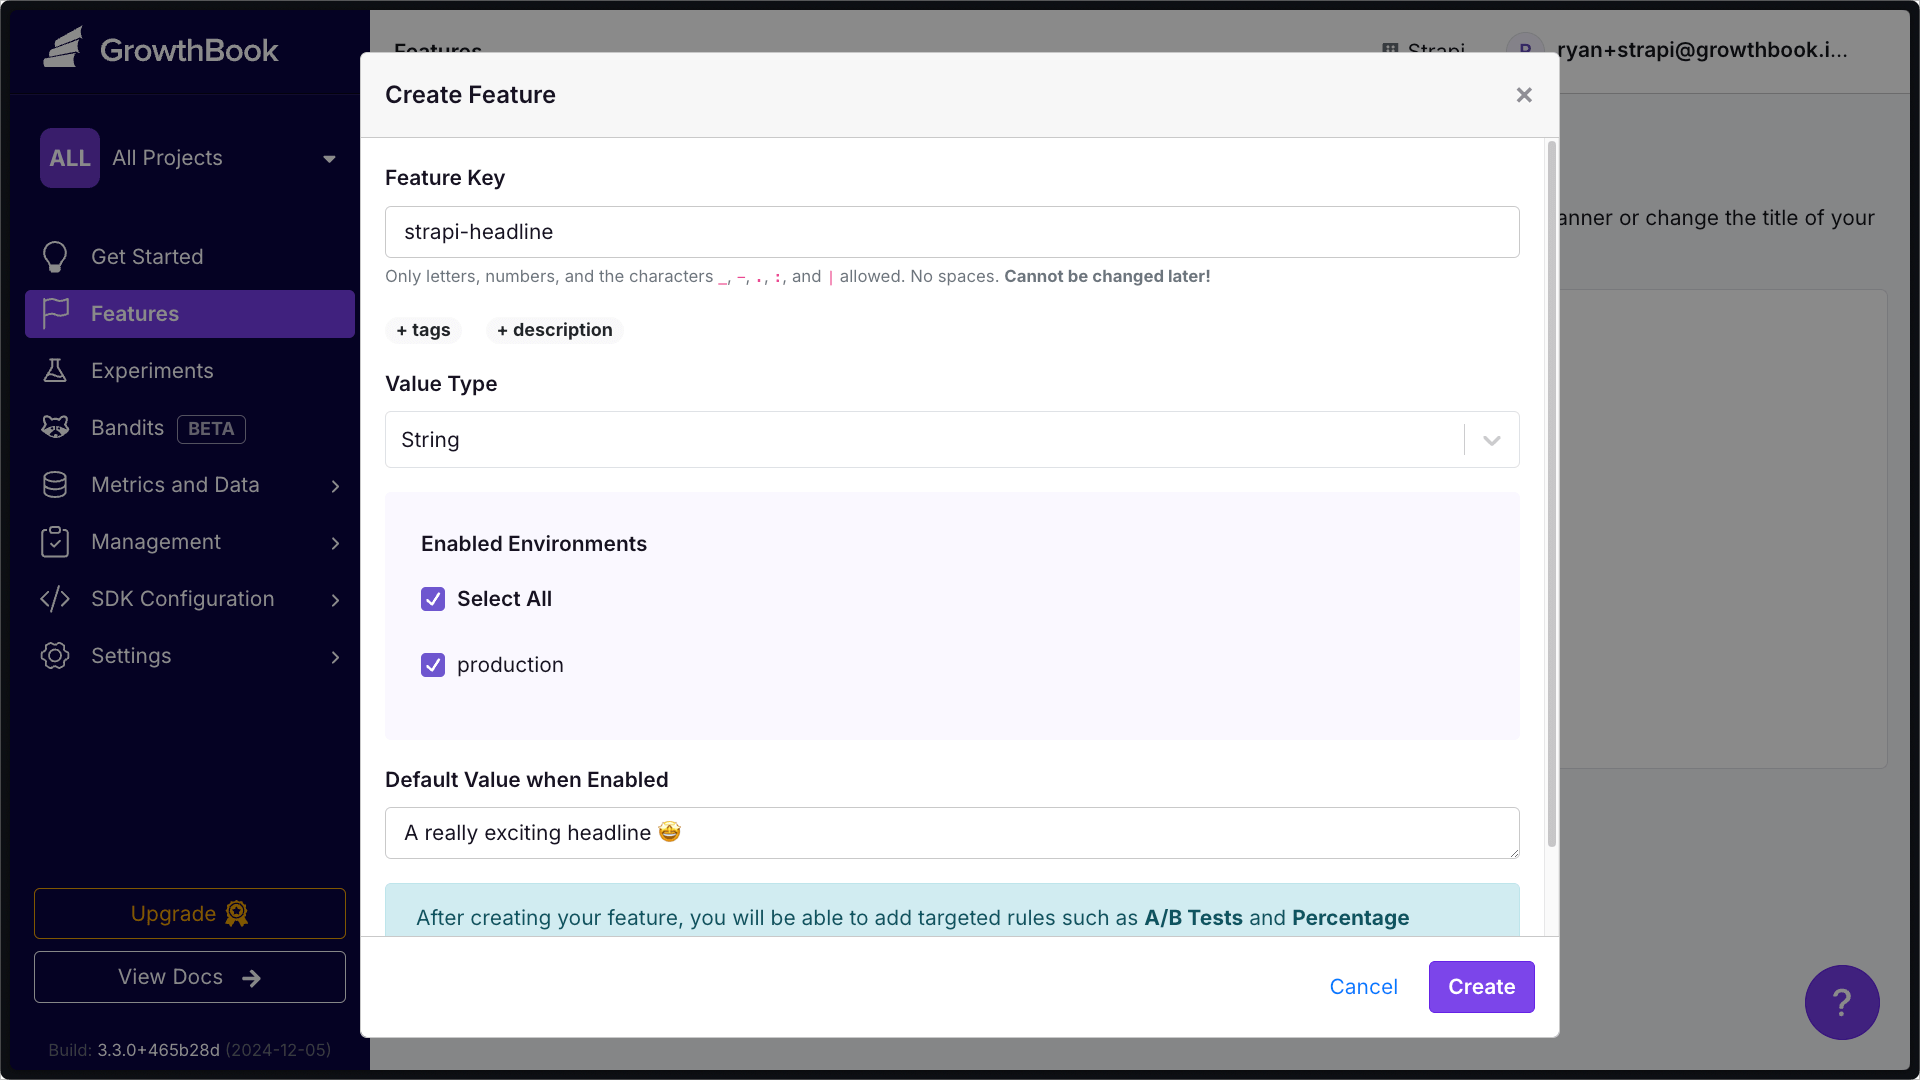 GrowthBook
ALL All Projects
Get Started
Features
Experiments
Bandits BETA
Metrics and Data
Management
SDK Configuration
Settings
Upgrade
View Docs →
Build: 3.3.0+465b28d (2024-12-05)
Features
Strapi
R ryan+strapi@growthbook.i...
anner or change the title of your
Create Feature
×
Feature Key
strapi-headline
Only letters, numbers, and the characters _, -, ., :, and | allowed. No spaces. Cannot be changed later!
+ tags + description
Value Type
String
Enabled Environments
Select All
production
Default Value when Enabled
A really exciting headline 🤩
After creating your feature, you will be able to add targeted rules such as A/B Tests and Percentage
Cancel Create
?